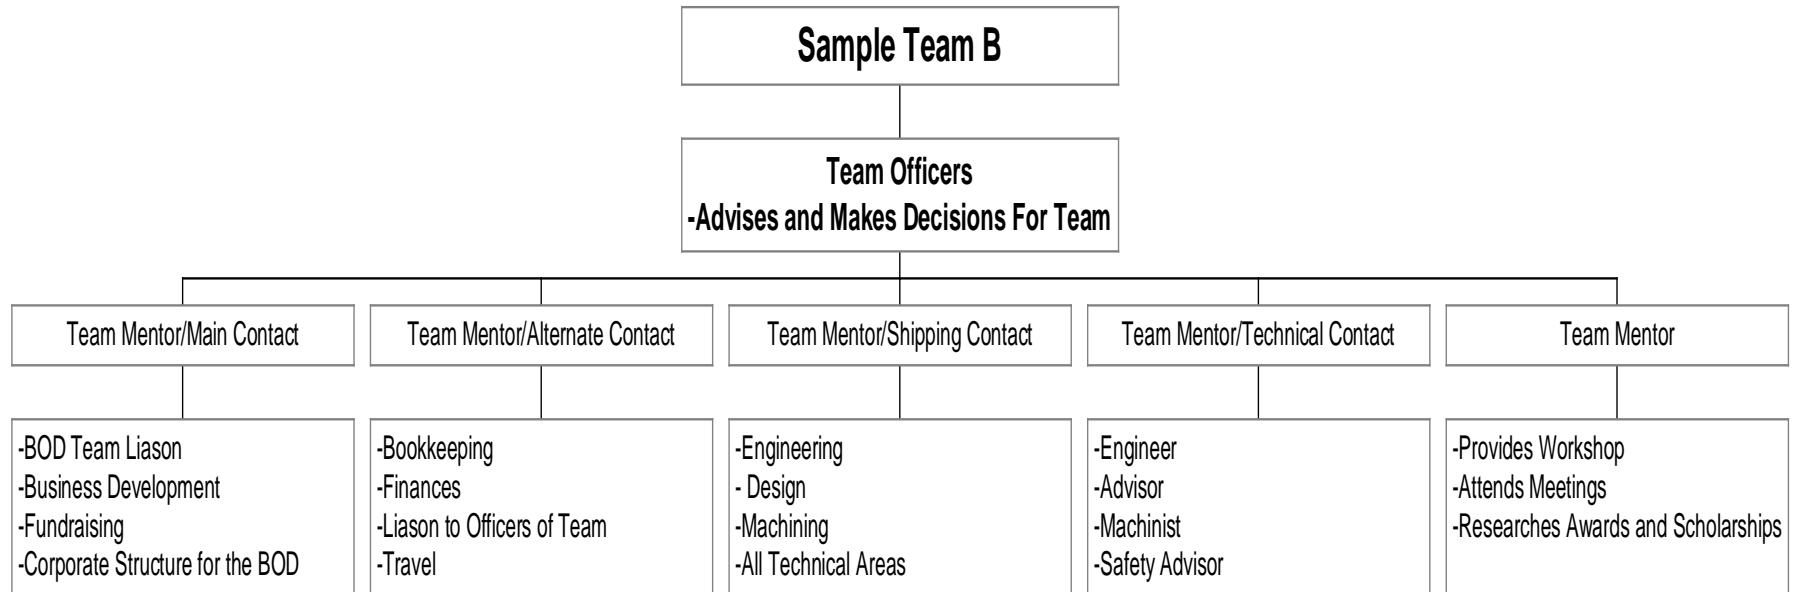 Sample Team B
Team Officers
-Advises and Makes Decisions For Team
Team Mentor/Main Contact
Team Mentor/Alternate Contact
Team Mentor/Shipping Contact
Team Mentor/Technical Contact
Team Mentor
-BOD Team Liason
-Business Development
-Fundraising
-Corporate Structure for the BOD
-Bookkeeping
-Finances
-Liason to Officers of Team
-Travel
-Engineering
- Design
-Machining
-All Technical Areas
-Engineer
-Advisor
-Machinist
-Safety Advisor
-Provides Workshop
-Attends Meetings
-Researches Awards and Scholarships